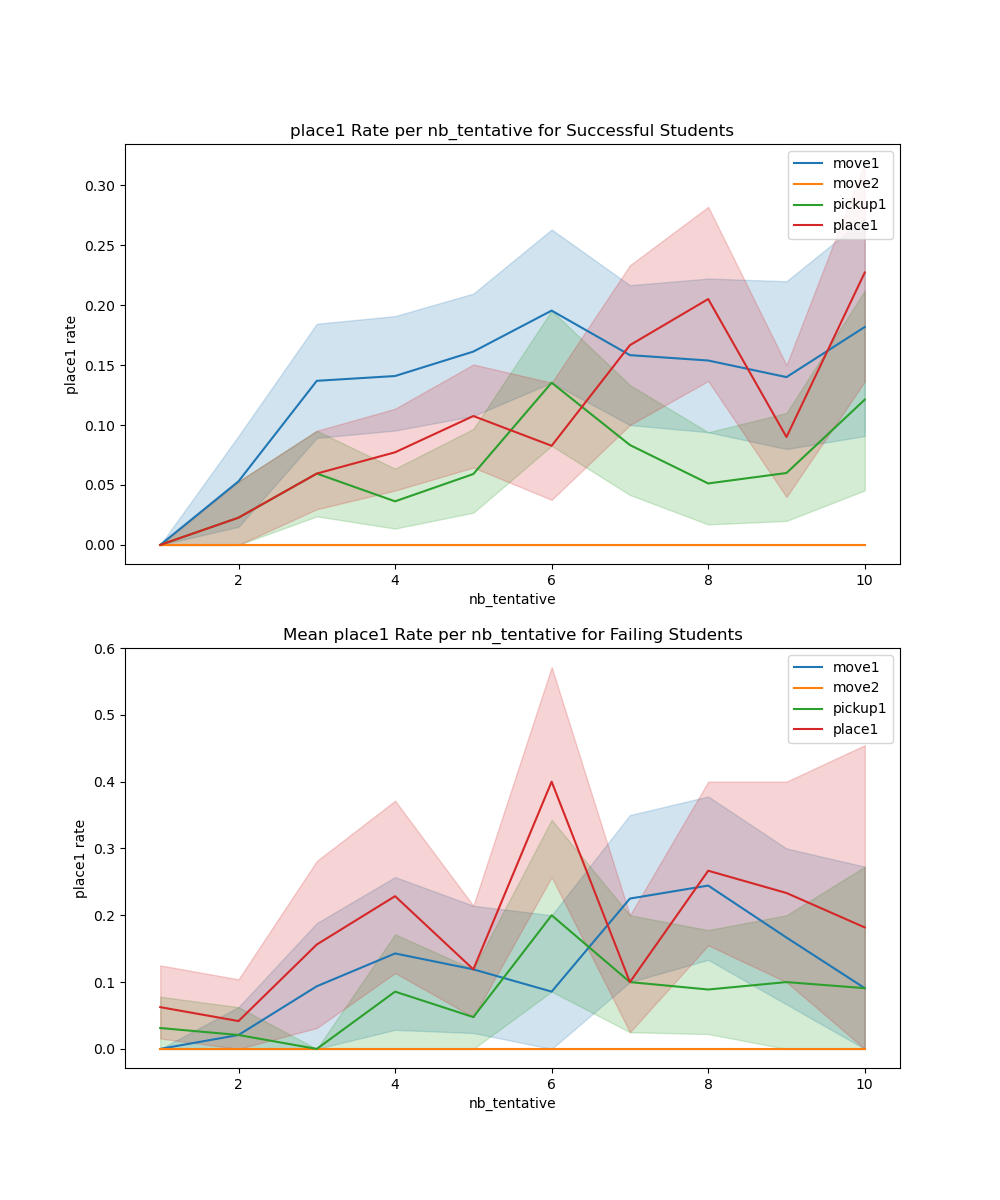 place1 Rate per nb_tentative for Successful Students
move1
move2
pickup1
place1
place1 rate
0.30
0.25
0.20
0.15
0.10
0.05
0.00
2 4 6 8 10
nb_tentative
Mean place1 Rate per nb_tentative for Failing Students
move1
move2
pickup1
place1
place1 rate
0.6
0.5
0.4
0.3
0.2
0.1
0.0
2 4 6 8 10
nb_tentative